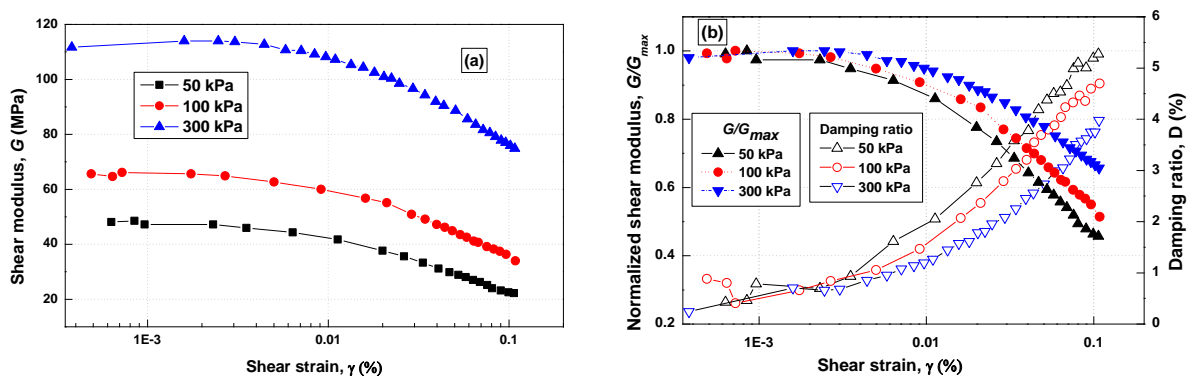 (a)
Shear modulus, G (MPa)
120
100
80
60
40
20
50 kPa
100 kPa
300 kPa
1E-3
0.01
0.1
Shear strain, γ (%)
(b)
Normalized shear modulus, G/Gmax
1.0
0.8
0.6
0.4
0.2
G/Gmax
50 kPa
100 kPa
300 kPa
Damping ratio
50 kPa
100 kPa
300 kPa
6
5
4
3
2
1
0
Damping ratio, D (%)
1E-3
0.01
0.1
Shear strain, γ (%)